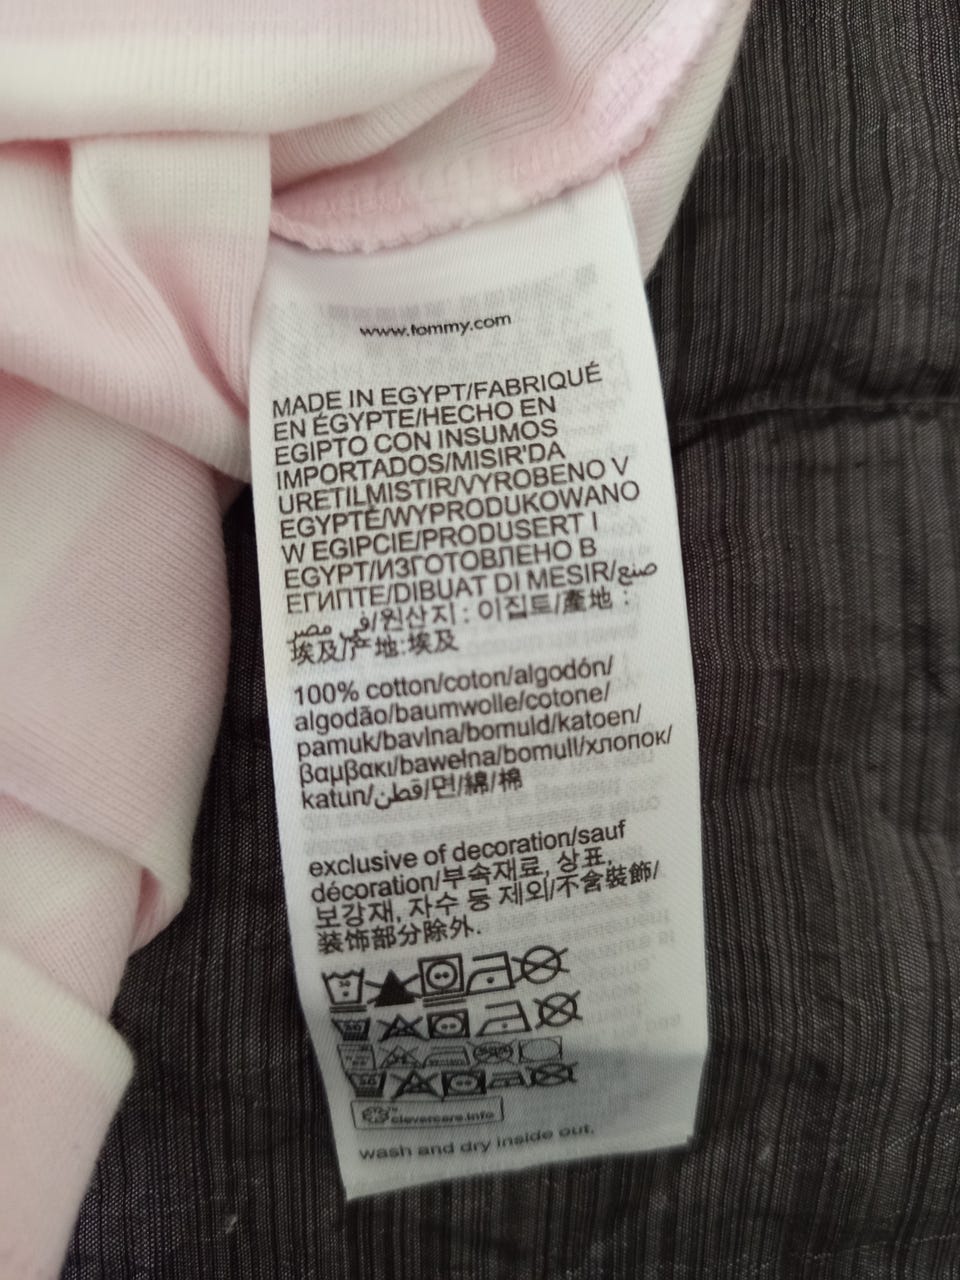 www.tommy.com
MADE IN EGYPT/FABRIQUÉ
EN ÉGYPTE/HECHO EN
EGIPTO CON INSUMOS
IMPORTADOS/MISIR'DA
URETILMISTIR/VYROBENO V
EGYPTĚ/WYPRODUKOWANO
W EGIPCIE/PRODUSERT I
EGYPT/ИЗГОТОВЛЕНО В
ЕГИПТЕ/DIBUAT DI MESIR/صنع
في مصر/원산지 : 이집트/產地 :
埃及/产地:埃及
100% cotton/coton/algodón/
algodão/baumwolle/cotone/
pamuk/bavlna/bomuld/katoen/
βαμβακι/bawełna/bomull/хлопок/
katun/قطن/면/綿/棉
exclusive of decoration/sauf
décoration/부속재료, 상표,
보강재, 자수 등 제외/不含裝飾/
装饰部分除外.
30
30
30
clevercare.info
wash and dry inside out.